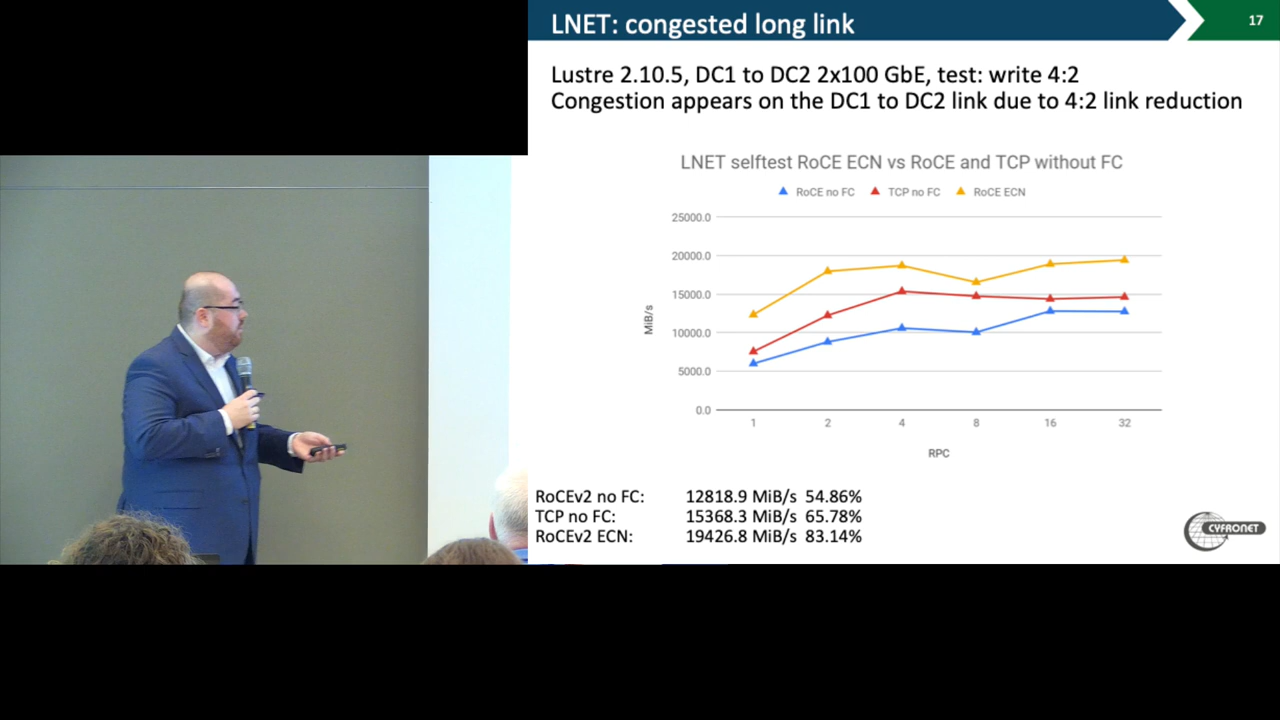 LNET: congested long link
17
Lustre 2.10.5, DC1 to DC2 2x100 GbE, test: write 4:2
Congestion appears on the DC1 to DC2 link due to 4:2 link reduction
LNET selftest RoCE ECN vs RoCE and TCP without FC
RoCE no FC TCP no FC RoCE ECN
25000.0
20000.0
15000.0
10000.0
5000.0
0.0
MiB/s
1 2 4 8 16 32
RPC
RoCEv2 no FC: 12818.9 MiB/s 54.86%
TCP no FC: 15368.3 MiB/s 65.78%
RoCEv2 ECN: 19426.8 MiB/s 83.14%
CYFRONET